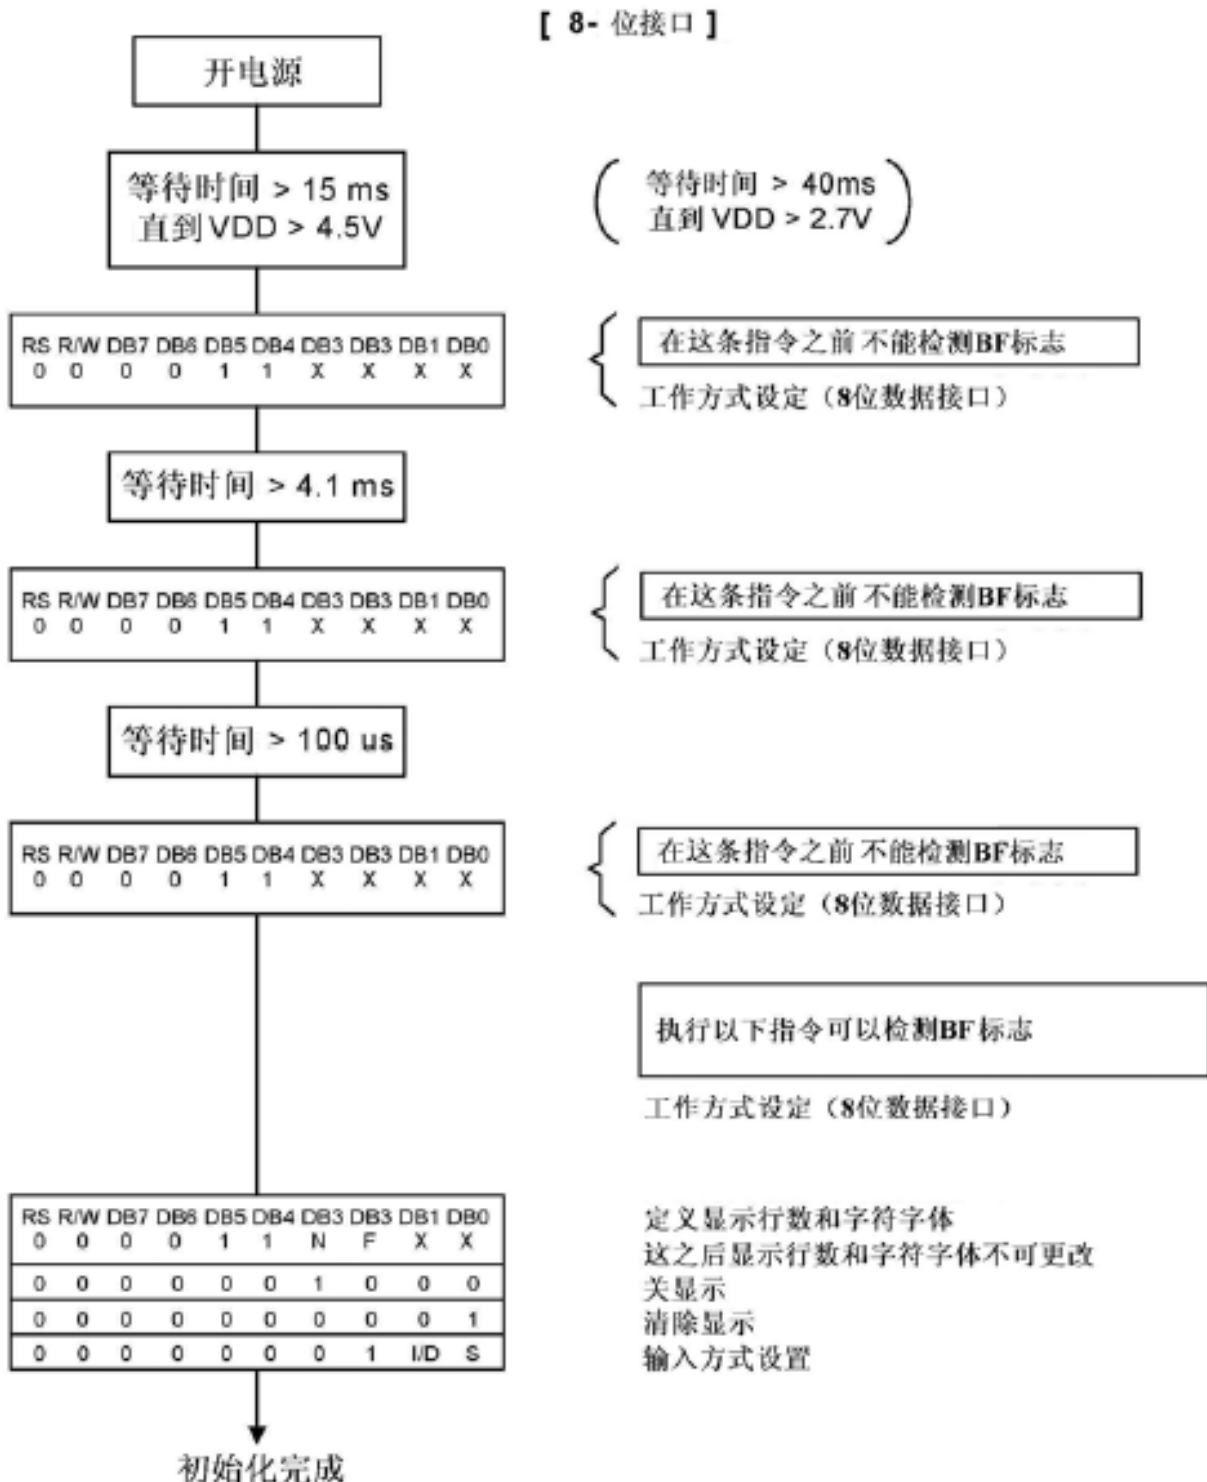 [ 8- 位接口 ]
开电源
等待时间 > 15 ms
直到 VDD > 4.5V
等待时间 > 40ms
直到 VDD > 2.7V
RS R/W DB7 DB6 DB5 DB4 DB3 DB3 DB1 DB0
0 0 0 0 1 1 X X X X
在这条指令之前 不能检测BF标志
工作方式设定（8位数据接口）
等待时间 > 4.1 ms
RS R/W DB7 DB6 DB5 DB4 DB3 DB3 DB1 DB0
0 0 0 0 1 1 X X X X
在这条指令之前 不能检测BF标志
工作方式设定（8位数据接口）
等待时间 > 100 us
RS R/W DB7 DB6 DB5 DB4 DB3 DB3 DB1 DB0
0 0 0 0 1 1 X X X X
在这条指令之前 不能检测BF标志
工作方式设定（8位数据接口）
执行以下指令可以检测BF标志
工作方式设定（8位数据接口）
RS R/W DB7 DB6 DB5 DB4 DB3 DB3 DB1 DB0
0 0 0 0 1 1 N F X X
0 0 0 0 0 0 1 0 0 0
0 0 0 0 0 0 0 0 0 1
0 0 0 0 0 0 0 1 I/D S
定义显示行数和字符字体
这之后显示行数和字符字体不可更改
关显示
清除显示
输入方式设置
初始化完成